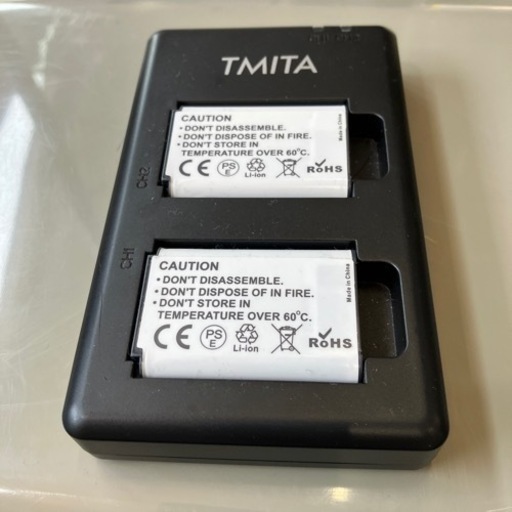 TMITA
CAUTION
• DON'T DISASSEMBLE.
• DON'T DISPOSE OF IN FIRE.
• DON'T STORE IN
TEMPERATURE OVER 60°C.
CE PS E Li-ion RoHS
Made in China
CH2
CAUTION
• DON'T DISASSEMBLE.
• DON'T DISPOSE OF IN FIRE.
• DON'T STORE IN
TEMPERATURE OVER 60°C.
CE PS E Li-ion RoHS
Made in China
CH1